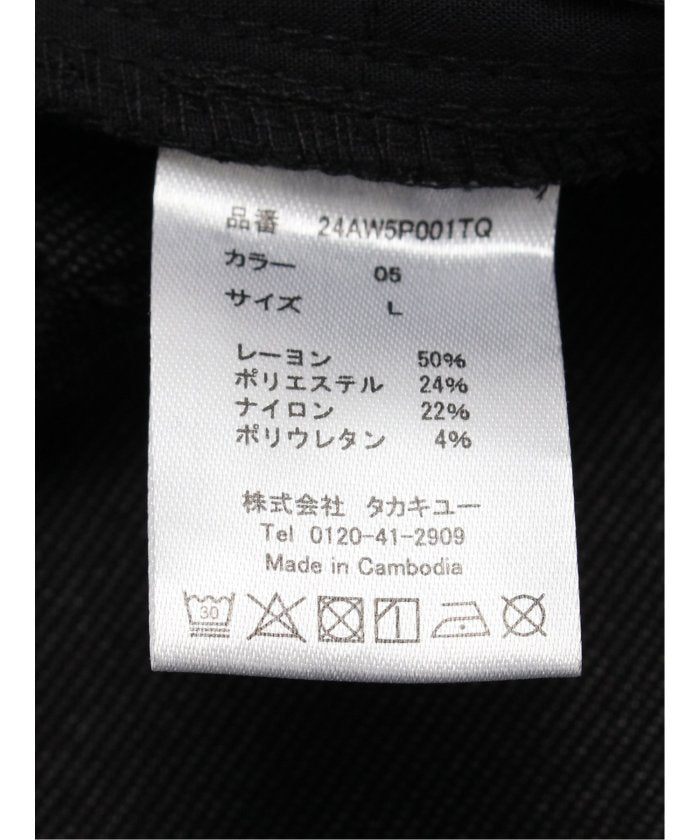 品番 24AW5P001TQ
カラー 05
サイズ L
レーヨン 50%
ポリエステル 24%
ナイロン 22%
ポリウレタン 4%
株式会社 タカキユー
Tel 0120-41-2909
Made in Cambodia
30